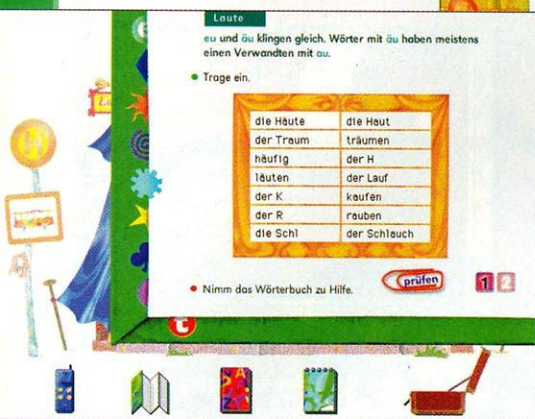 Laute
eu und äu klingen gleich. Wörter mit äu haben meistens
einen Verwandten mit au.
Trage ein.
die Häute die Haut
der Traum träumen
häufig der H
läuten der Lauf
der K kaufen
der R rauben
die Schl der Schlauch
prüfen
1 2
Nimm das Wörterbuch zu Hilfe.
H
t
A
Z